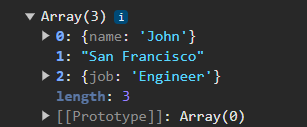 ▼ Array(3) i
▶ 0: {name: 'John'}
1: "San Francisco"
▶ 2: {job: 'Engineer'}
length: 3
▶ [[Prototype]]: Array(0)